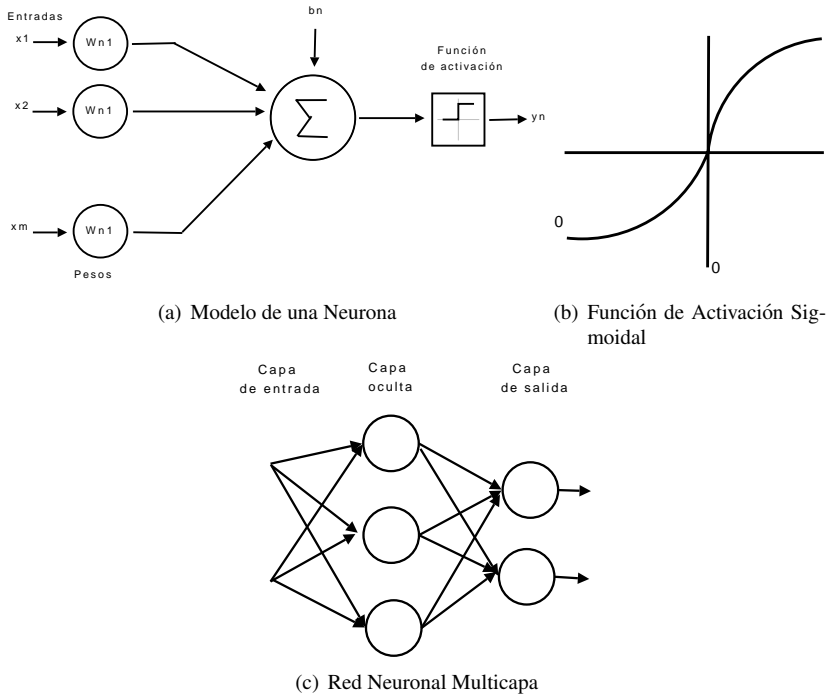 Entradas
bn
x1
Wn1
Función
de activación
x2
Wn1
yn
xm
Wn1
Pesos
0
0
(a) Modelo de una Neurona
(b) Función de Activación Sig-
moidal
Capa
de entrada
Capa
oculta
Capa
de salida
(c) Red Neuronal Multicapa